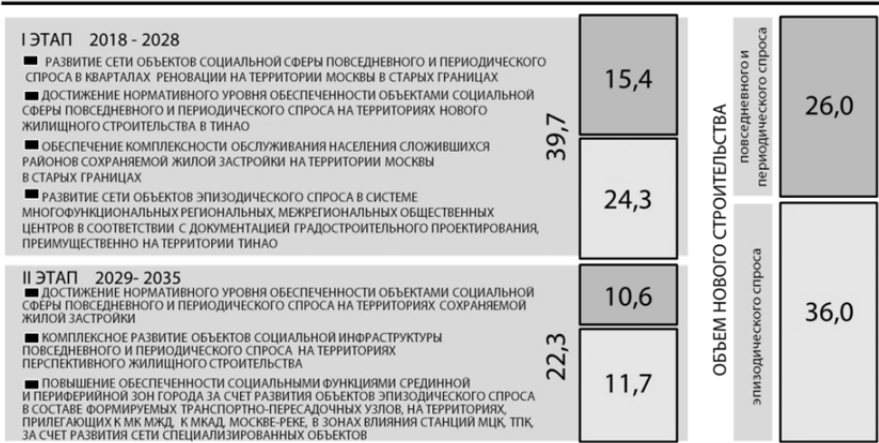 I ЭТАП 2018 - 2028
РАЗВИТИЕ СЕТИ ОБЪЕКТОВ СОЦИАЛЬНОЙ СФЕРЫ ПОВСЕДНЕВНОГО И ПЕРИОДИЧЕСКОГО
СПРОСА В КВАРТАЛАХ РЕНОВАЦИИ НА ТЕРРИТОРИИ МОСКВЫ В СТАРЫХ ГРАНИЦАХ
ДОСТИЖЕНИЕ НОРМАТИВНОГО УРОВНЯ ОБЕСПЕЧЕННОСТИ ОБЪЕКТАМИ СОЦИАЛЬНОЙ
СФЕРЫ ПОВСЕДНЕВНОГО И ПЕРИОДИЧЕСКОГО СПРОСА НА ТЕРРИТОРИЯХ НОВОГО
ЖИЛИЩНОГО СТРОИТЕЛЬСТВА В ТИНАО
ОБЕСПЕЧЕНИЕ КОМПЛЕКСНОСТИ ОБСЛУЖИВАНИЯ НАСЕЛЕНИЯ СЛОЖИВШИХСЯ
РАЙОНОВ СОХРАНЯЕМОЙ ЖИЛОЙ ЗАСТРОЙКИ НА ТЕРРИТОРИИ МОСКВЫ
В СТАРЫХ ГРАНИЦАХ
РАЗВИТИЕ СЕТИ ОБЪЕКТОВ ЭПИЗОДИЧЕСКОГО СПРОСА В СИСТЕМЕ
МНОГОФУНКЦИОНАЛЬНЫХ РЕГИОНАЛЬНЫХ, МЕЖРЕГИОНАЛЬНЫХ ОБЩЕСТВЕННЫХ
ЦЕНТРОВ В СООТВЕТСТВИИ С ДОКУМЕНТАЦИЕЙ ГРАДОСТРОИТЕЛЬНОГО ПРОЕКТИРОВАНИЯ,
ПРЕИМУЩЕСТВЕННО НА ТЕРРИТОРИИ ТИНАО
39,7
15,4
24,3
II ЭТАП 2029- 2035
ДОСТИЖЕНИЕ НОРМАТИВНОГО УРОВНЯ ОБЕСПЕЧЕННОСТИ ОБЪЕКТАМИ СОЦИАЛЬНОЙ
СФЕРЫ ПОВСЕДНЕВНОГО И ПЕРИОДИЧЕСКОГО СПРОСА НА ТЕРРИТОРИЯХ СОХРАНЯЕМОЙ
ЖИЛОЙ ЗАСТРОЙКИ
КОМПЛЕКСНОЕ РАЗВИТИЕ ОБЪЕКТОВ СОЦИАЛЬНОЙ ИНФРАСТРУКТУРЫ
ПОВСЕДНЕВНОГО И ПЕРИОДИЧЕСКОГО СПРОСА НА ТЕРРИТОРИЯХ
ПЕРСПЕКТИВНОГО ЖИЛИЩНОГО СТРОИТЕЛЬСТВА
ПОВЫШЕНИЕ ОБЕСПЕЧЕННОСТИ СОЦИАЛЬНЫМИ ФУНКЦИЯМИ СРЕДИННОЙ
И ПЕРИФЕРИЙНОЙ ЗОН ГОРОДА ЗА СЧЕТ РАЗВИТИЯ ОБЪЕКТОВ ЭПИЗОДИЧЕСКОГО СПРОСА
В СОСТАВЕ ФОРМИРУЕМЫХ ТРАНСПОРТНО-ПЕРЕСАДОЧНЫХ УЗЛОВ, НА ТЕРРИТОРИЯХ,
ПРИЛЕГАЮЩИХ К МК МЖД, К МКАД, МОСКВЕ-РЕКЕ, В ЗОНАХ ВЛИЯНИЯ СТАНЦИЙ МЦК, ТПК,
ЗА СЧЕТ РАЗВИТИЯ СЕТИ СПЕЦИАЛИЗИРОВАННЫХ ОБЪЕКТОВ
22,3
10,6
11,7
ОБЪЕМ НОВОГО СТРОИТЕЛЬСТВА
повседневного и
периодического спроса
26,0
эпизодического спроса
36,0